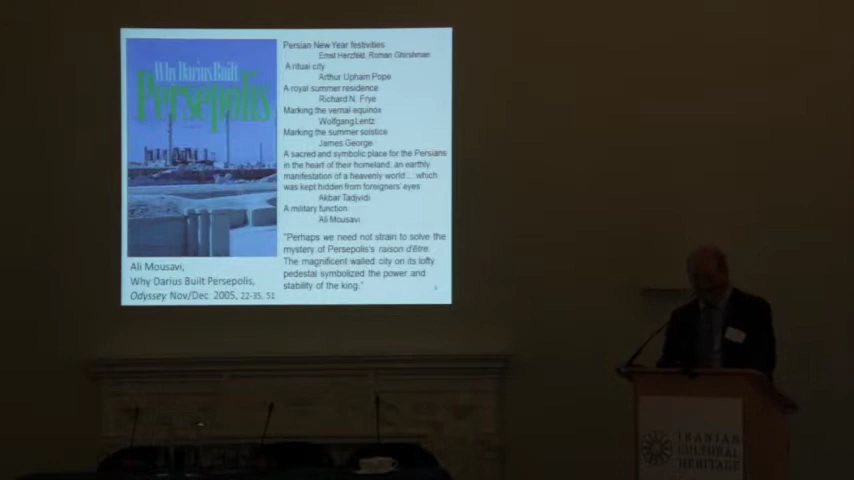 Why Darius Built
Persepolis
Ali Mousavi,
Why Darius Built Persepolis,
Odyssey Nov/Dec 2005, 22-35, 51
Persian New Year festivities
Ernst Herzfeld, Roman Ghirshman
A ritual city
Arthur Upham Pope
A royal summer residence
Richard N. Frye
Marking the vernal equinox
Wolfgang Lentz
Marking the summer solstice
James George
A sacred and symbolic place for the Persians
in the heart of their homeland, an earthly
manifestation of a heavenly world… which
was kept hidden from foreigners' eyes
Akbar Tadjvidi
A military function
Ali Mousavi
"Perhaps we need not strain to solve the
mystery of Persepolis's raison d'être.
The magnificent walled city on its lofty
pedestal symbolized the power and
stability of the king."
IRANIAN
CULTURAL
HERITAGE